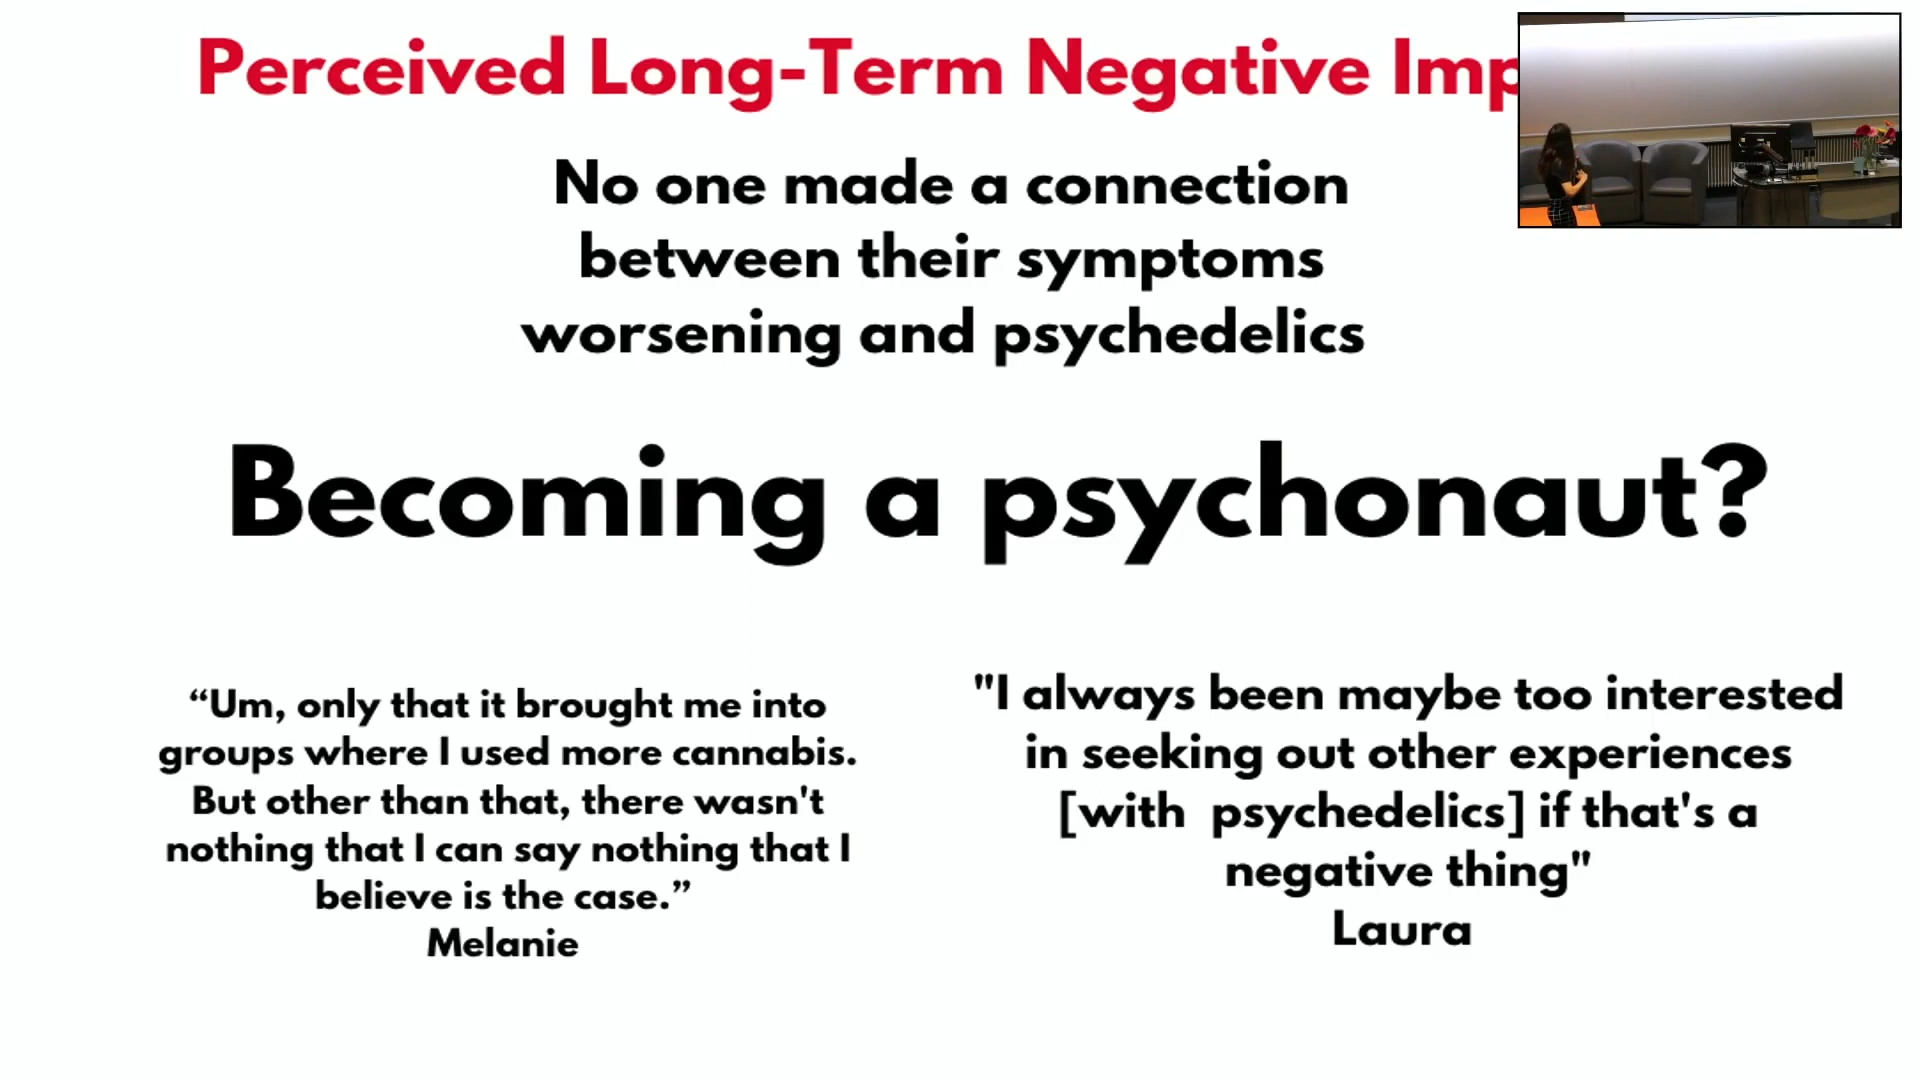 Perceived Long-Term Negative Imp
No one made a connection
between their symptoms
worsening and psychedelics
Becoming a psychonaut?
“Um, only that it brought me into
groups where I used more cannabis.
But other than that, there wasn't
nothing that I can say nothing that I
believe is the case.”
Melanie
"I always been maybe too interested
in seeking out other experiences
[with psychedelics] if that's a
negative thing"
Laura